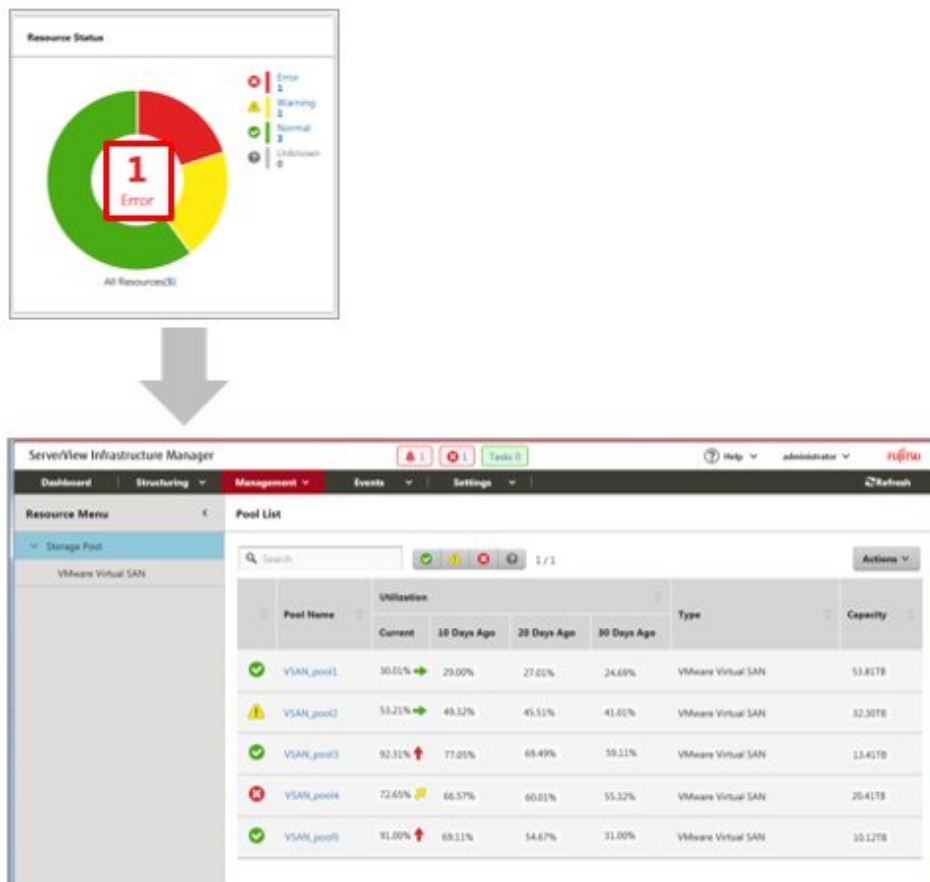 Resource Status
Error
1
Warning
1
Normal
3
Unknown
0
1
Error
All Resources(5)
ServerView Infrastructure Manager
1
1
Tasks 0
Help
administrator
FUJITSU
Dashboard
Structuring
Management
Events
Settings
Refresh
Resource Menu
Pool List
Storage Pool
VMware Virtual SAN
Search
1/1
Actions
Pool Name
Utilization
Type
Capacity
Current
10 Days Ago
20 Days Ago
30 Days Ago
VSAN_pool1 30.01% 29.00% 27.01% 24.69% VMware Virtual SAN 53.81TB
VSAN_pool2 53.21% 49.32% 45.51% 41.01% VMware Virtual SAN 32.30TB
VSAN_pool3 92.31% 77.05% 69.49% 59.11% VMware Virtual SAN 13.41TB
VSAN_pool4 72.65% 66.57% 60.01% 55.32% VMware Virtual SAN 20.41TB
VSAN_pool5 91.00% 69.11% 54.67% 31.00% VMware Virtual SAN 10.12TB